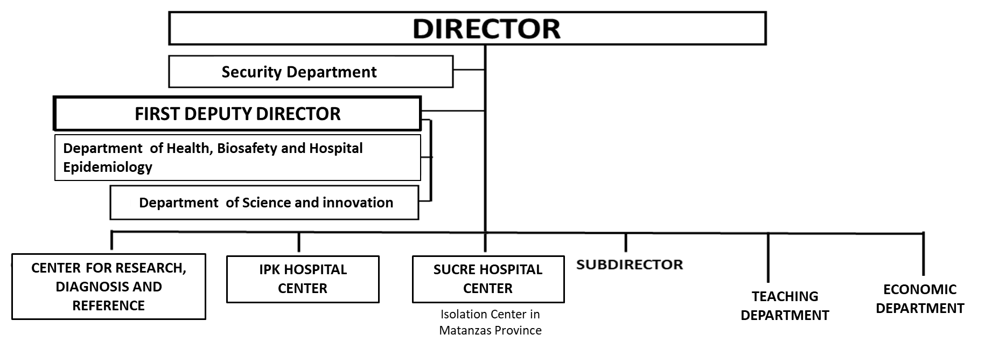 DIRECTOR
Security Department
FIRST DEPUTY DIRECTOR
Department of Health, Biosafety and Hospital
Epidemiology
Department of Science and innovation
CENTER FOR RESEARCH,
DIAGNOSIS AND
REFERENCE
IPK HOSPITAL
CENTER
SUCRE HOSPITAL
CENTER
Isolation Center in
Matanzas Province
SUBDIRECTOR
TEACHING
DEPARTMENT
ECONOMIC
DEPARTMENT